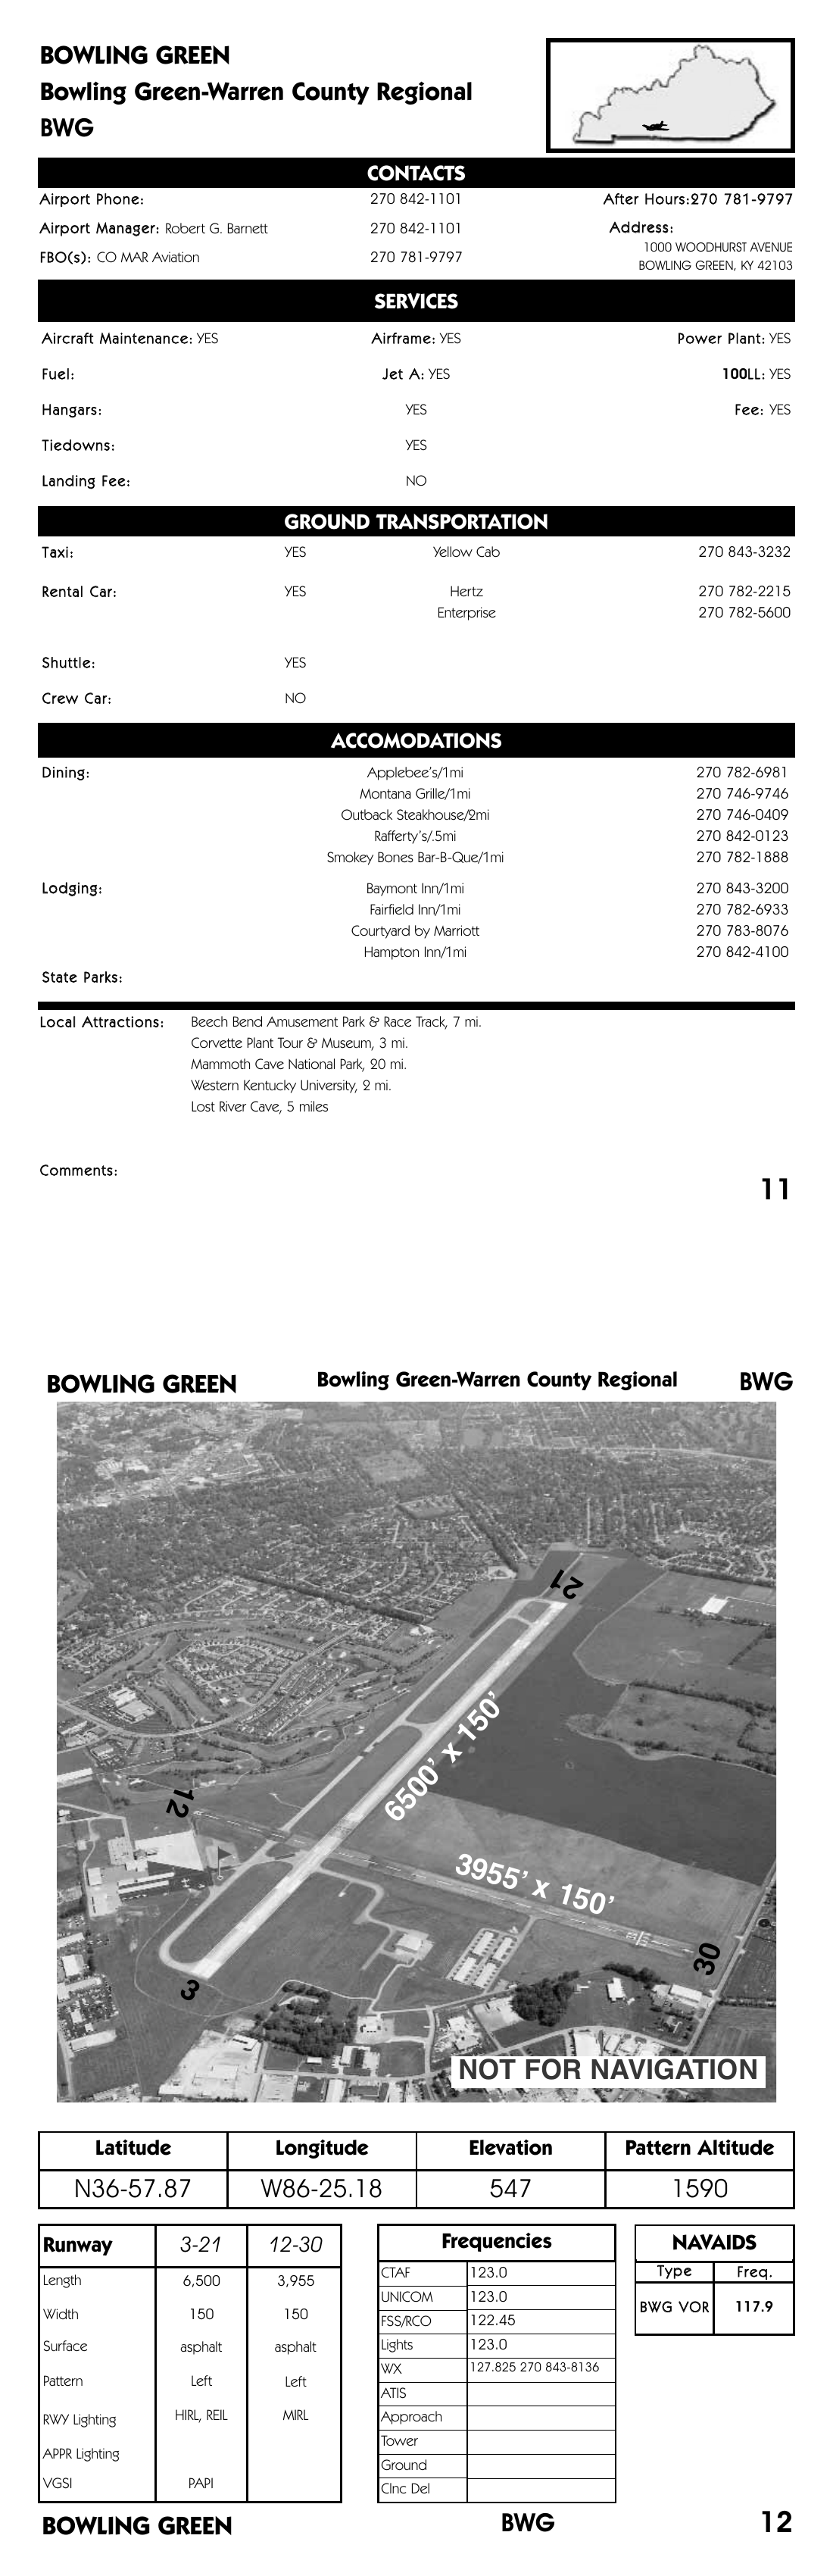 BOWLING GREEN
Bowling Green-Warren County Regional
BWG
CONTACTS
Airport Phone: 270 842-1101 After Hours:270 781-9797
Airport Manager: Robert G. Barnett 270 842-1101 Address:
1000 WOODHURST AVENUE
FBO(s): CO MAR Aviation 270 781-9797 BOWLING GREEN, KY 42103
SERVICES
Aircraft Maintenance: YES Airframe: YES Power Plant: YES
Fuel: Jet A: YES 100LL: YES
Hangars: YES Fee: YES
Tiedowns: YES
Landing Fee: NO
GROUND TRANSPORTATION
Taxi: YES Yellow Cab 270 843-3232
Rental Car: YES Hertz 270 782-2215
Enterprise 270 782-5600
Shuttle: YES
Crew Car: NO
ACCOMODATIONS
Dining: Applebee's/1mi 270 782-6981
Montana Grille/1mi 270 746-9746
Outback Steakhouse/2mi 270 746-0409
Rafferty's/.5mi 270 842-0123
Smokey Bones Bar-B-Que/1mi 270 782-1888
Lodging: Baymont Inn/1mi 270 843-3200
Fairfield Inn/1mi 270 782-6933
Courtyard by Marriott 270 783-8076
Hampton Inn/1mi 270 842-4100
State Parks:
Local Attractions: Beech Bend Amusement Park & Race Track, 7 mi.
Corvette Plant Tour & Museum, 3 mi.
Mammoth Cave National Park, 20 mi.
Western Kentucky University, 2 mi.
Lost River Cave, 5 miles
Comments:
11
BOWLING GREEN Bowling Green-Warren County Regional BWG
21
6500' x 150'
12
3955' x 150'
30
3
NOT FOR NAVIGATION
Latitude Longitude Elevation Pattern Altitude
N36-57.87 W86-25.18 547 1590
Runway 3-21 12-30
Length 6,500 3,955
Width 150 150
Surface asphalt asphalt
Pattern Left Left
RWY Lighting HIRL, REIL MIRL
APPR Lighting
VGSI PAPI
Frequencies
CTAF 123.0
UNICOM 123.0
FSS/RCO 122.45
Lights 123.0
WX 127.825 270 843-8136
ATIS
Approach
Tower
Ground
Clnc Del
NAVAIDS
Type Freq.
BWG VOR 117.9
BOWLING GREEN BWG 12